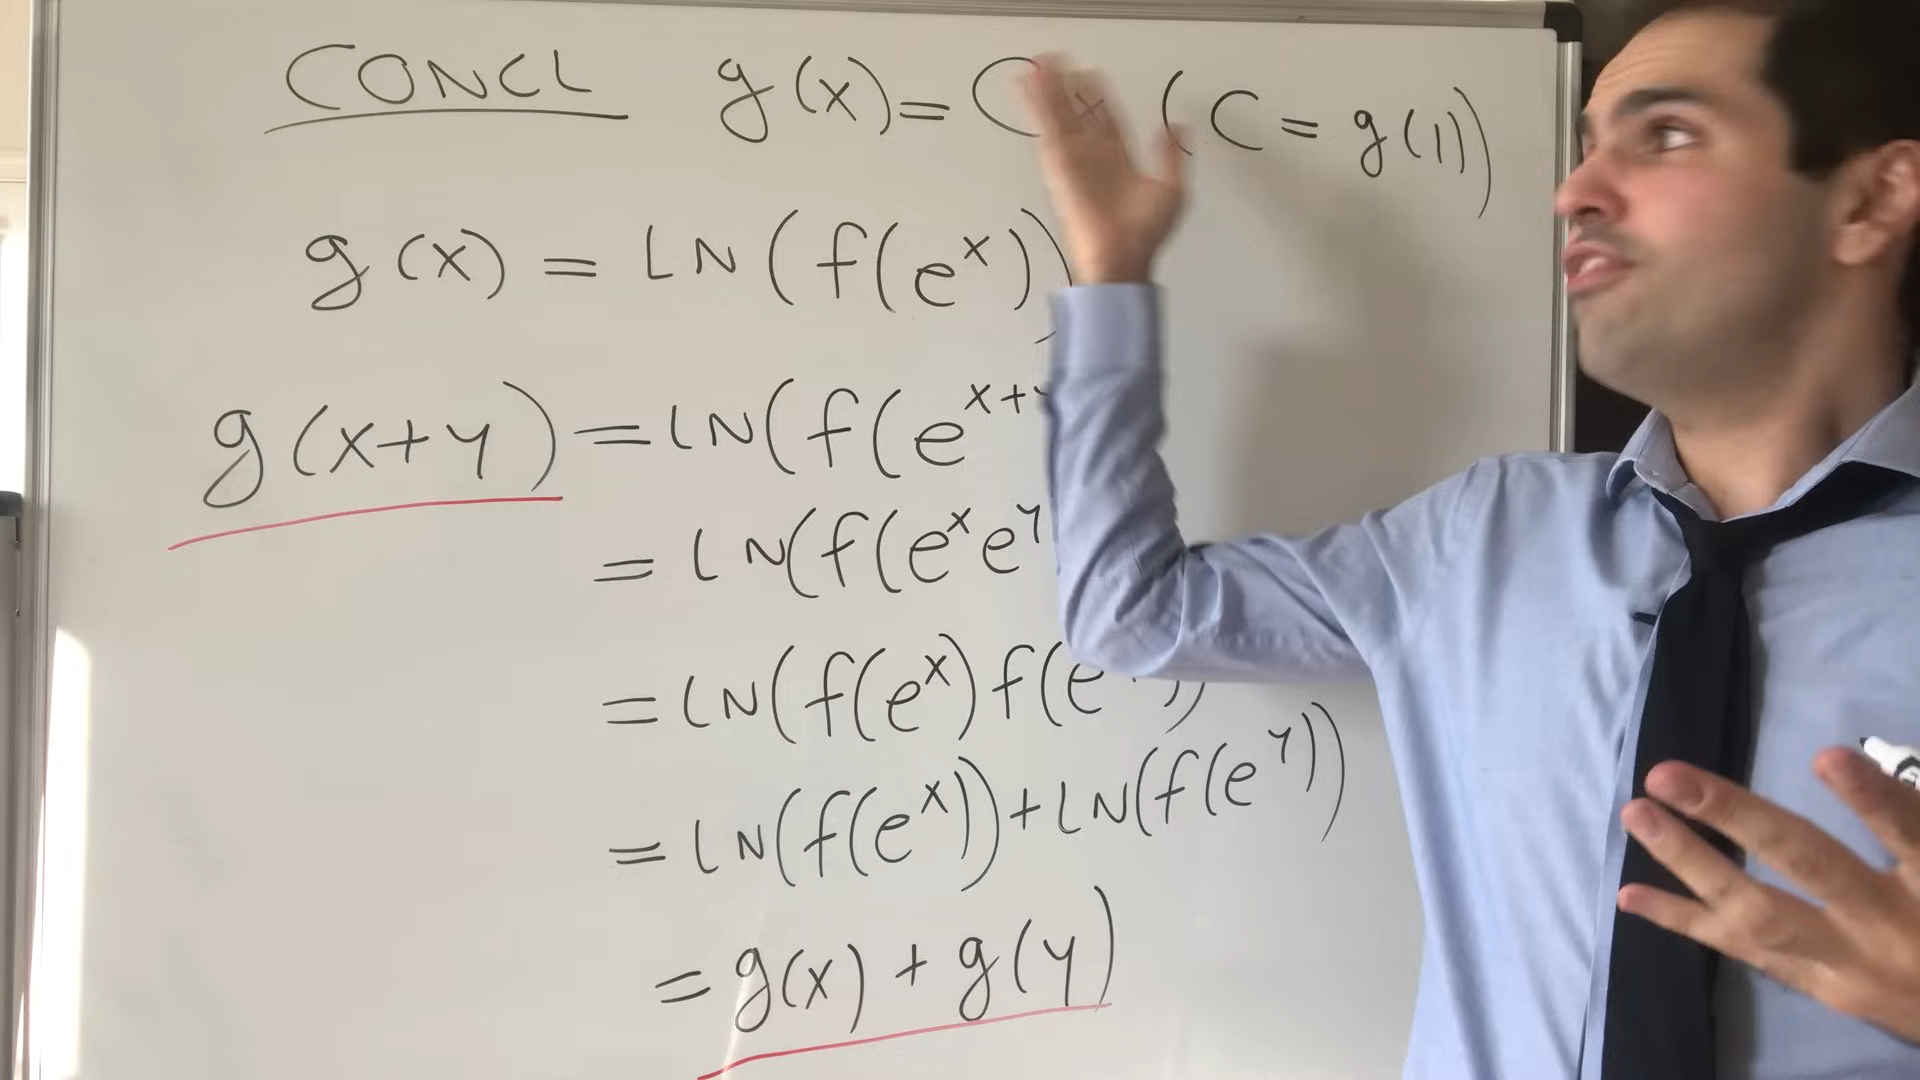 CONCL g(x) = Cx (C = g(1))
g(x) = LN(f(e^x))
g(x+y) = LN(f(e^x+
= LN(f(e^x e^y
= LN(f(e^x) f(e
= LN(f(e^x)) + LN(f(e^y))
= g(x) + g(y)